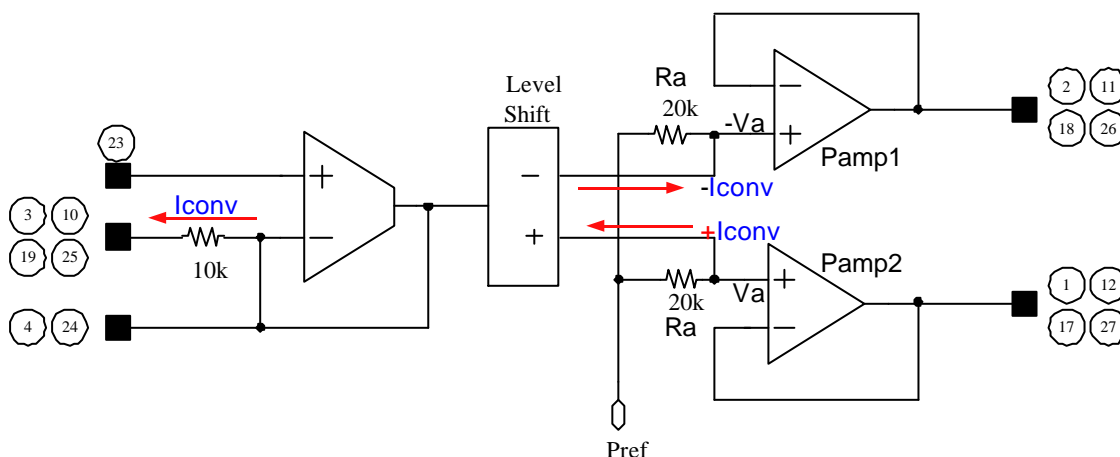 Level
Shift
Ra
20k
-Va
Pamp1
2
11
18
26
23
Iconv
3
10
19
25
10k
4
24
-Iconv
+Iconv
20k
Ra
Va
Pamp2
1
12
17
27
Pref
+
−
−
+
−
+
+
−